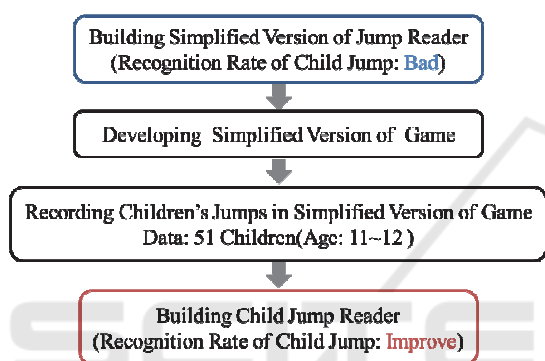 Building Simplified Version of Jump Reader
(Recognition Rate of Child Jump: Bad)
Developing Simplified Version of Game
Recording Children's Jumps in Simplified Version of Game
Data: 51 Children(Age: 11~12 )
Building Child Jump Reader
(Recognition Rate of Child Jump: Improve)